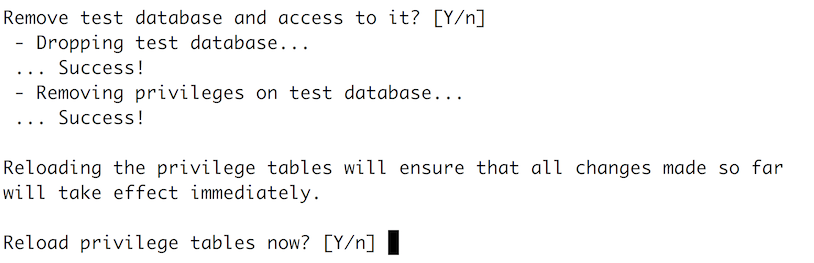 Remove test database and access to it? [Y/n]
 - Dropping test database...
 ... Success!
 - Removing privileges on test database...
 ... Success!

Reloading the privilege tables will ensure that all changes made so far
will take effect immediately.

Reload privilege tables now? [Y/n]